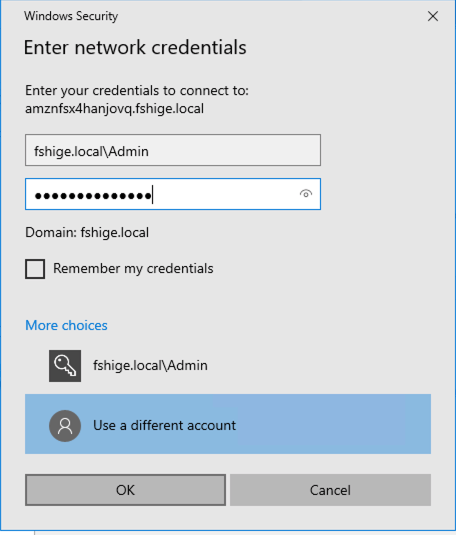 Windows Security
Enter network credentials
Enter your credentials to connect to:
amznfsx4hanjovq.fshige.local
fshige.local\Admin
●●●●●●●●●●●●●●
Domain: fshige.local
Remember my credentials
More choices
fshige.local\Admin
Use a different account
OK
Cancel